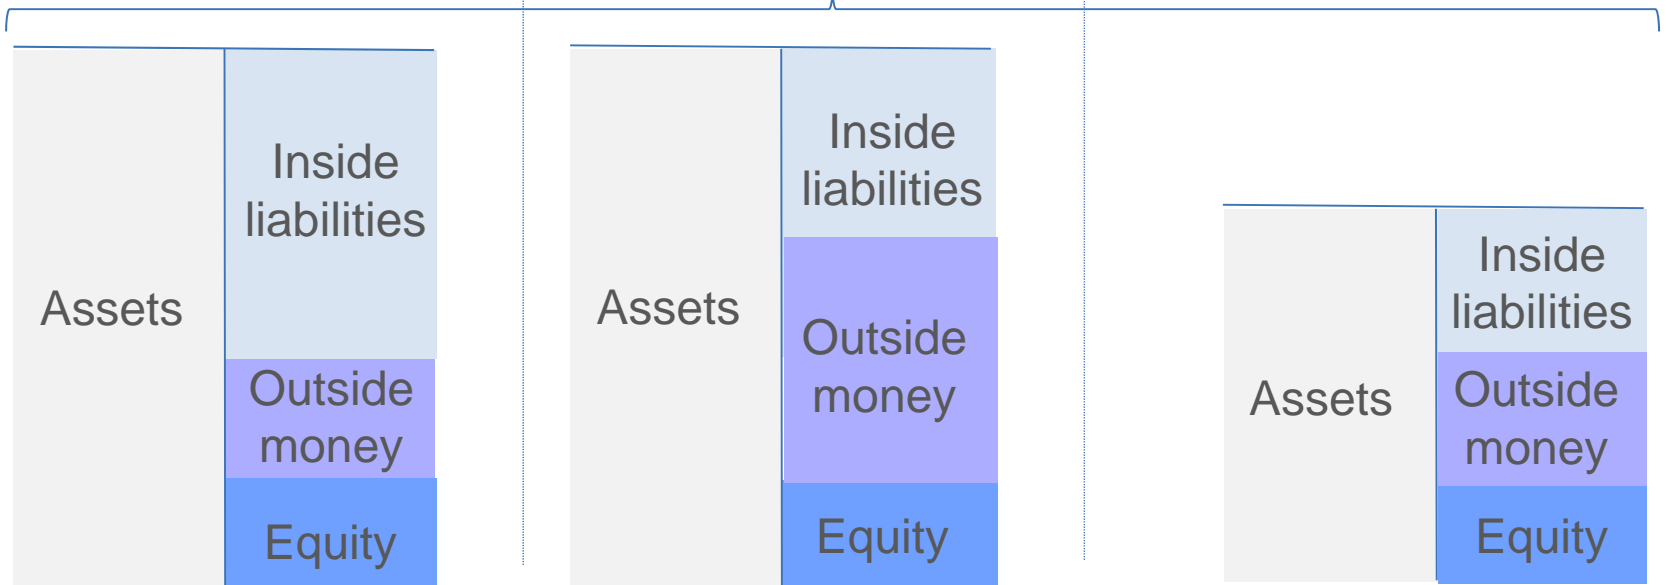 Assets
Inside
liabilities
Outside
money
Equity
Assets
Inside
liabilities
Outside
money
Equity
Assets
Inside
liabilities
Outside
money
Equity